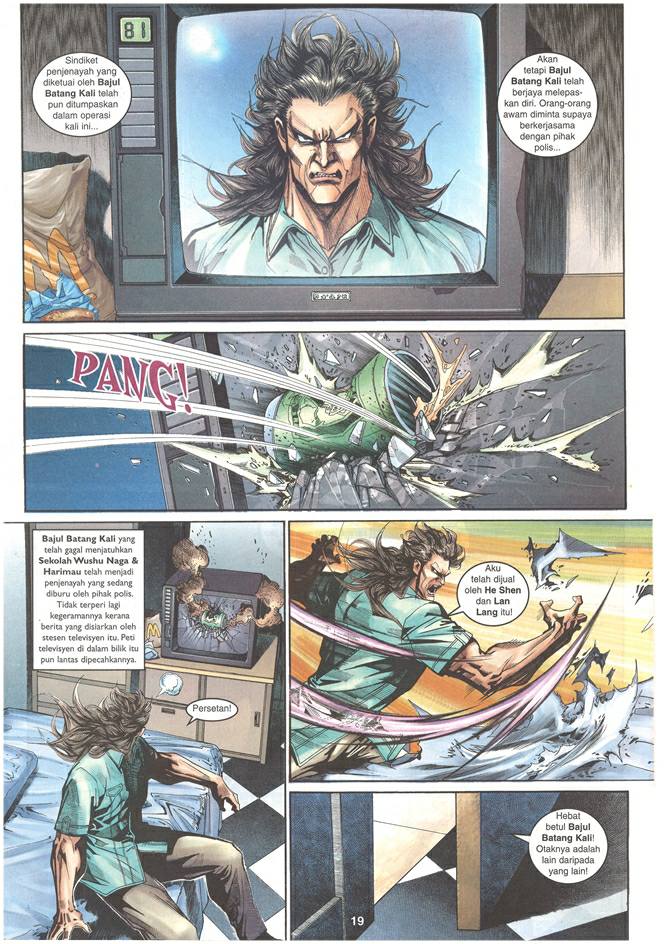 81
Sindiket
penjenayah yang
diketuai oleh Bajul
Batang Kali telah
pun ditumpaskan
dalam operasi
kali ini...
Akan
tetapi Bajul
Batang Kali telah
berjaya melepas-
kan diri. Orang-orang
awam diminta supaya
berkerjasama
dengan pihak
polis...
M
PANG!
Bajul Batang Kali yang
telah gagal menjatuhkan
Sekolah Wushu Naga &
Harimau telah menjadi
penjenayah yang sedang
diburu oleh pihak polis.
Tidak terperi lagi
kegeramannya kerana
berita yang disiarkan oleh
stesen televisyen itu. Peti
televisyen di dalam bilik itu
pun lantas dipecahkannya.
Persetan!
Aku
telah dijual
oleh He Shen
dan Lan
Lang itu!
Hebat
betul Bajul
Batang Kali!
Otaknya adalah
lain daripada
yang lain!
19